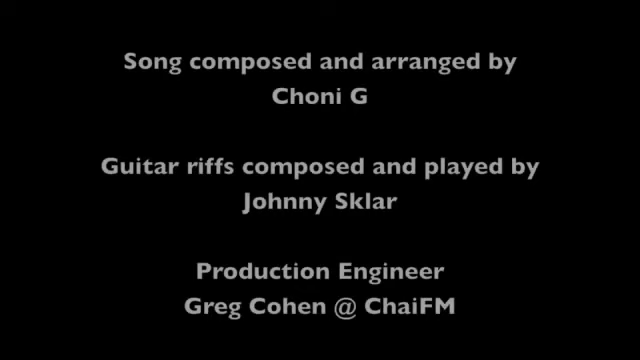 Song composed and arranged by
Choni G
Guitar riffs composed and played by
Johnny Sklar
Production Engineer
Greg Cohen @ ChaiFM